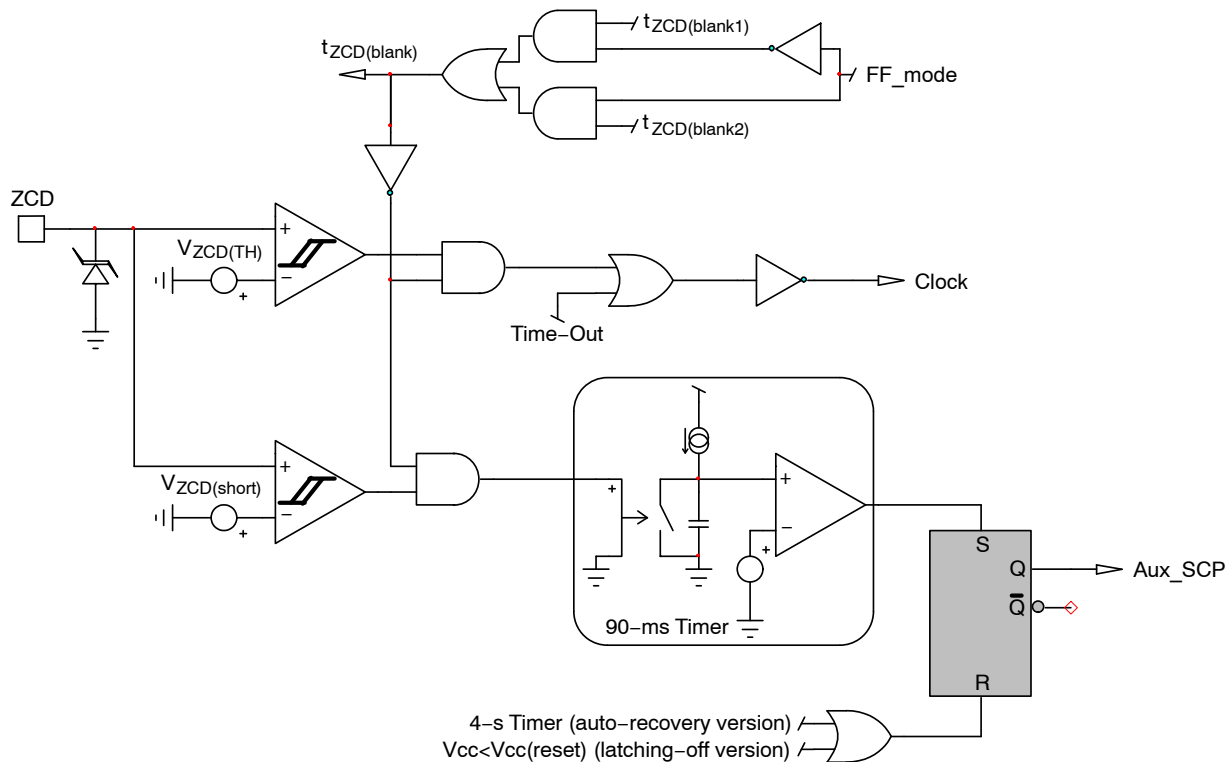 tZCD(blank1)
tZCD(blank)
FF_mode
tZCD(blank2)
ZCD
VZCD(TH)
+
−
+
Clock
Time−Out
VZCD(short)
+
−
+
+
+
−
+
90−ms Timer
S
Q
Aux_SCP
Q̅
R
4−s Timer (auto−recovery version)
Vcc<Vcc(reset) (latching−off version)